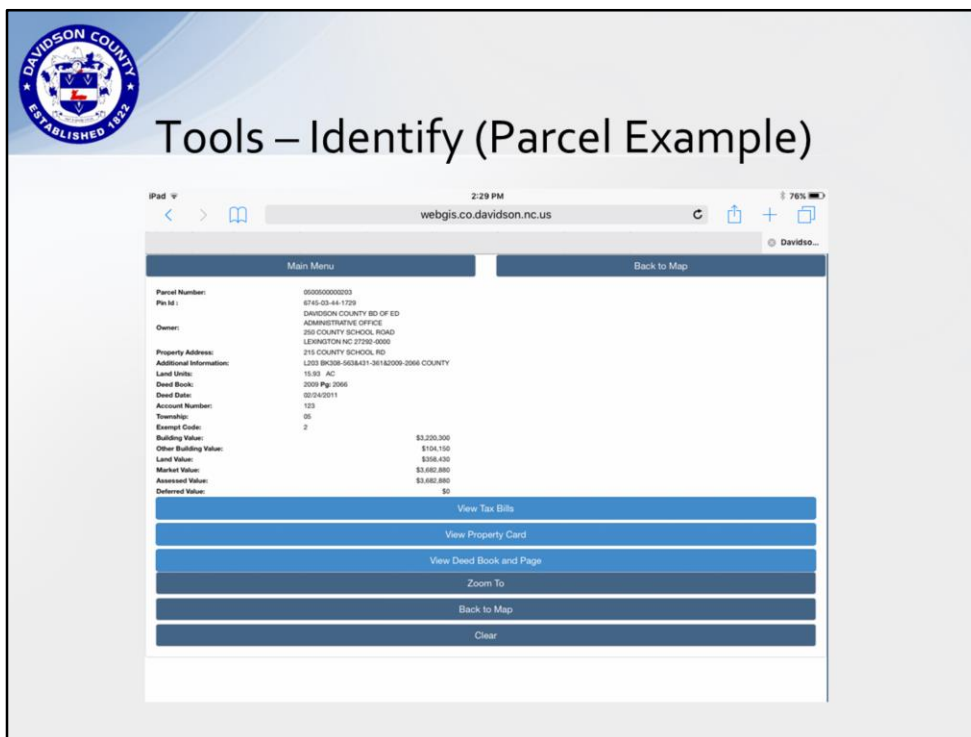 DAVIDSON COUNTY
ESTABLISHED 1822
Tools – Identify (Parcel Example)
iPad 2:29 PM 76%
webgis.co.davidson.nc.us
Davidso...
Main Menu Back to Map
Parcel Number: 0500500000203
Pin Id : 6745-03-44-1729
DAVIDSON COUNTY BD OF ED
ADMINISTRATIVE OFFICE
Owner:
250 COUNTY SCHOOL ROAD
LEXINGTON NC 27292-0000
Property Address: 215 COUNTY SCHOOL RD
Additional Information: L203 BK308-563&431-361&2009-2066 COUNTY
Land Units: 15.93 AC
Deed Book: 2009 Pg: 2066
Deed Date: 02/24/2011
Account Number: 123
Township: 05
Exempt Code: 2
Building Value: $3,220,300
Other Building Value: $104,150
Land Value: $358,430
Market Value: $3,682,880
Assessed Value: $3,682,880
Deferred Value: $0
View Tax Bills
View Property Card
View Deed Book and Page
Zoom To
Back to Map
Clear